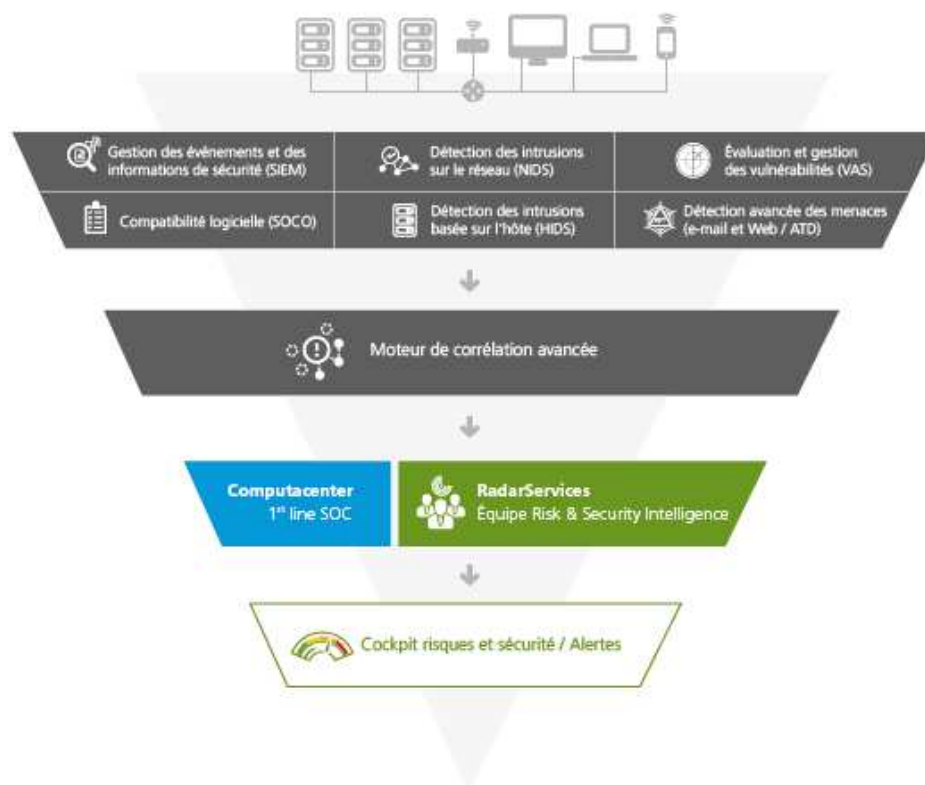 Gestion des événements et des
informations de sécurité (SIEM)
Détection des intrusions
sur le réseau (NIDS)
Évaluation et gestion
des vulnérabilités (VAS)
Compatibilité logicielle (SOCO)
Détection des intrusions
basée sur l'hôte (HIDS)
Détection avancée des menaces
(e-mail et Web / ATD)
Moteur de corrélation avancée
Computacenter
1st line SOC
RadarServices
Équipe Risk & Security Intelligence
Cockpit risques et sécurité / Alertes